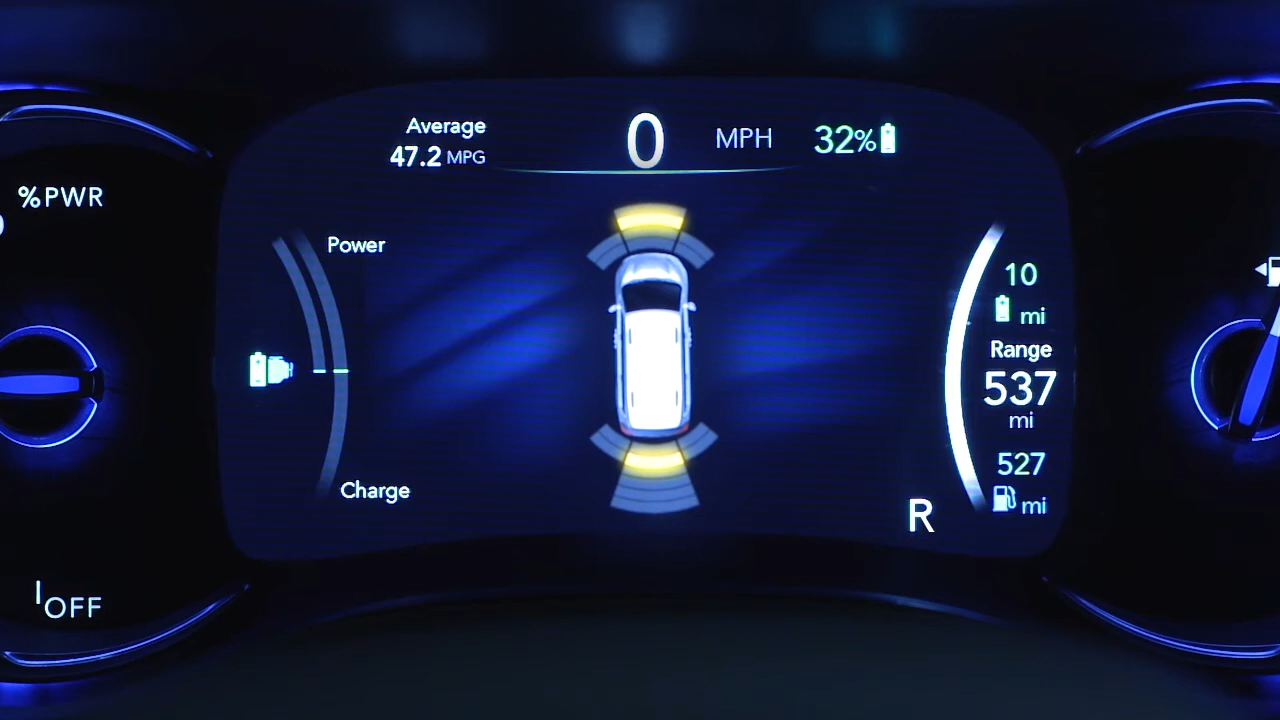 Average
47.2 MPG
0 MPH
32%
%PWR
Power
10
mi
Range
537
mi
527
mi
Charge
R
OFF